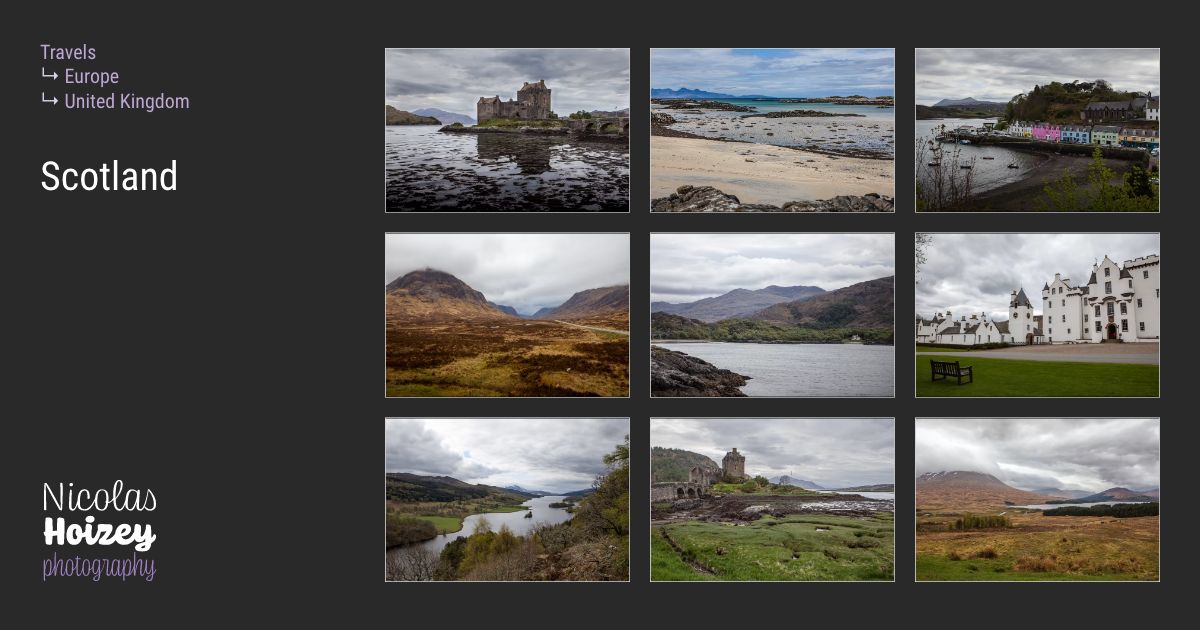 Travels
↳ Europe
↳ United Kingdom
Scotland
Nicolas
Hoizey
photography